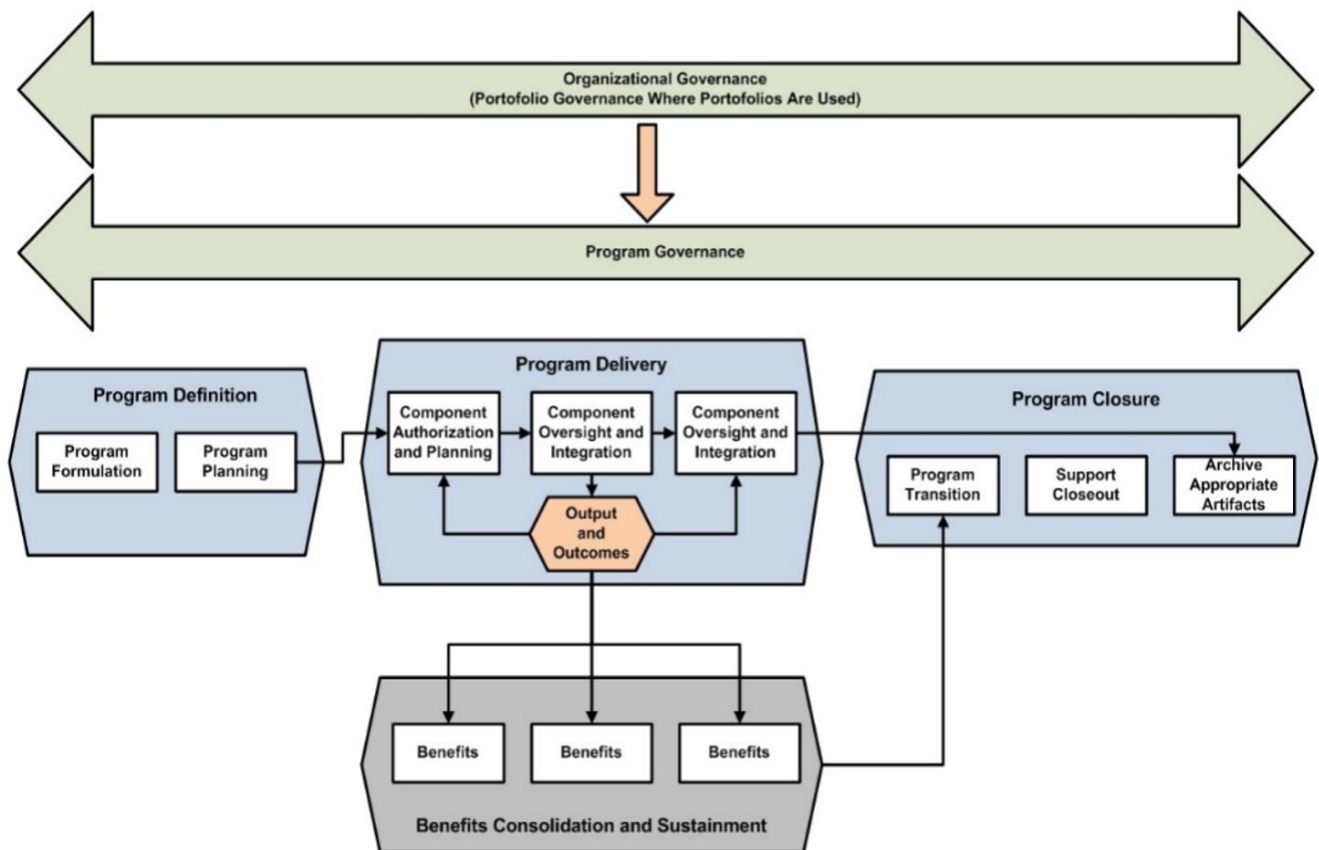 Organizational Governance
(Portofolio Governance Where Portofolios Are Used)
Program Governance
Program Definition
Program
Formulation
Program
Planning
Program Delivery
Component
Authorization
and Planning
Component
Oversight and
Integration
Component
Oversight and
Integration
Output
and
Outcomes
Program Closure
Program
Transition
Support
Closeout
Archive
Appropriate
Artifacts
Benefits
Benefits
Benefits
Benefits Consolidation and Sustainment